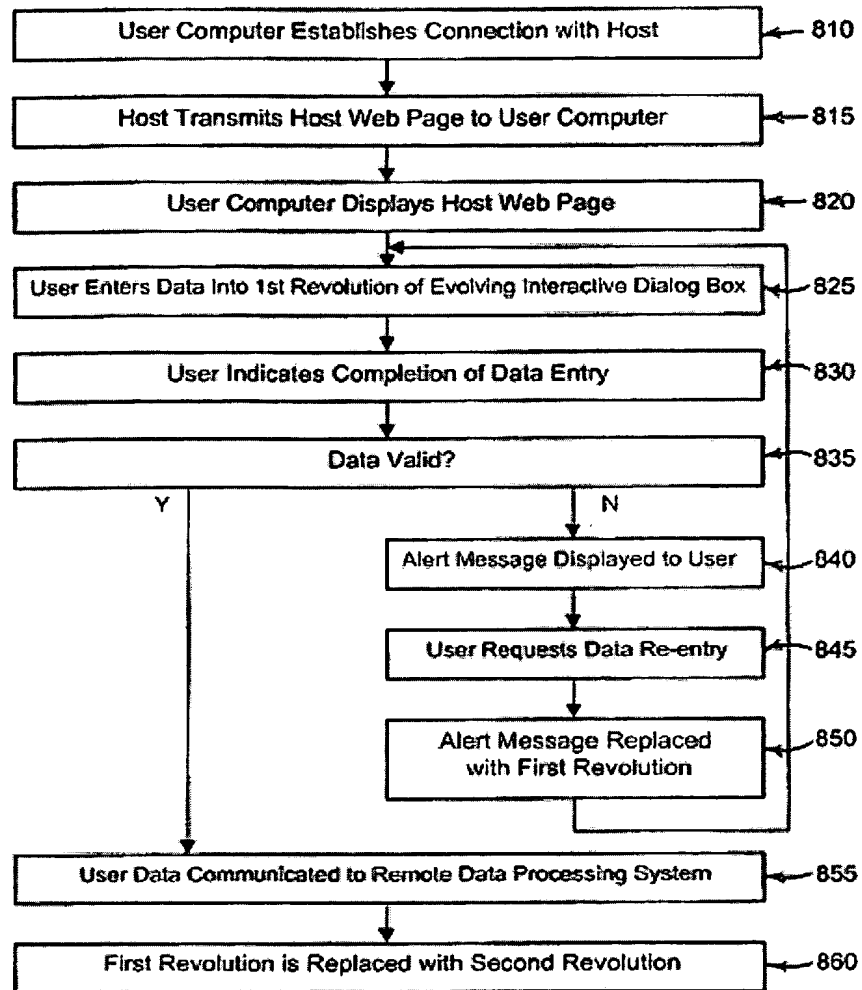 User Computer Establishes Connection with Host 810
Host Transmits Host Web Page to User Computer 815
User Computer Displays Host Web Page 820
User Enters Data Into 1st Revolution of Evolving Interactive Dialog Box 825
User Indicates Completion of Data Entry 830
Data Valid? 835
Y N
Alert Message Displayed to User 840
User Requests Data Re-entry 845
Alert Message Replaced
with First Revolution 850
User Data Communicated to Remote Data Processing System 855
First Revolution is Replaced with Second Revolution 860